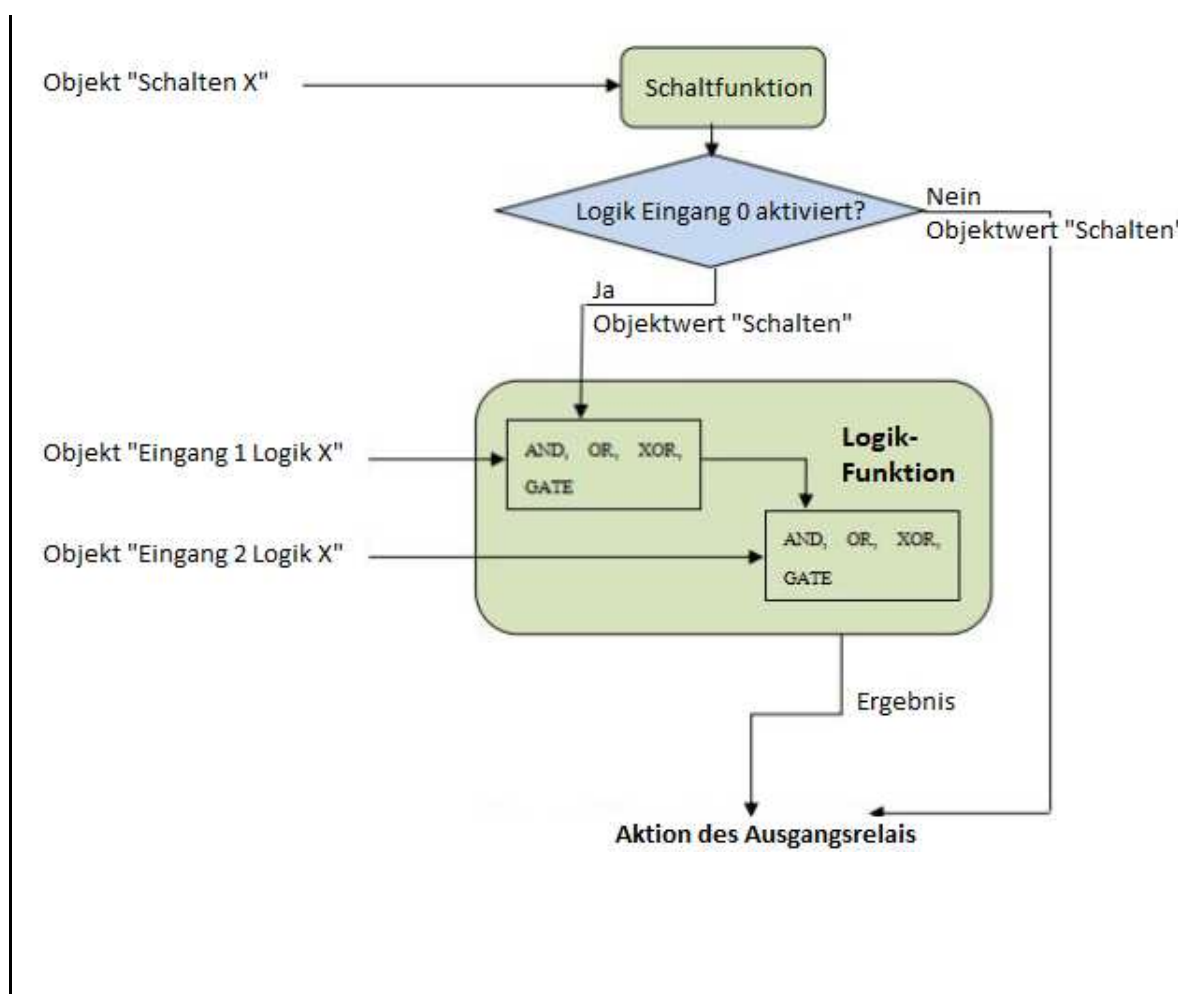 Objekt "Schalten X"
Schaltfunktion
Logik Eingang 0 aktiviert?
Nein
Objektwert "Schalten"
Ja
Objektwert "Schalten"
Objekt "Eingang 1 Logik X"
AND, OR, XOR,
GATE
Logik-
Funktion
Objekt "Eingang 2 Logik X"
AND, OR, XOR,
GATE
Ergebnis
Aktion des Ausgangsrelais